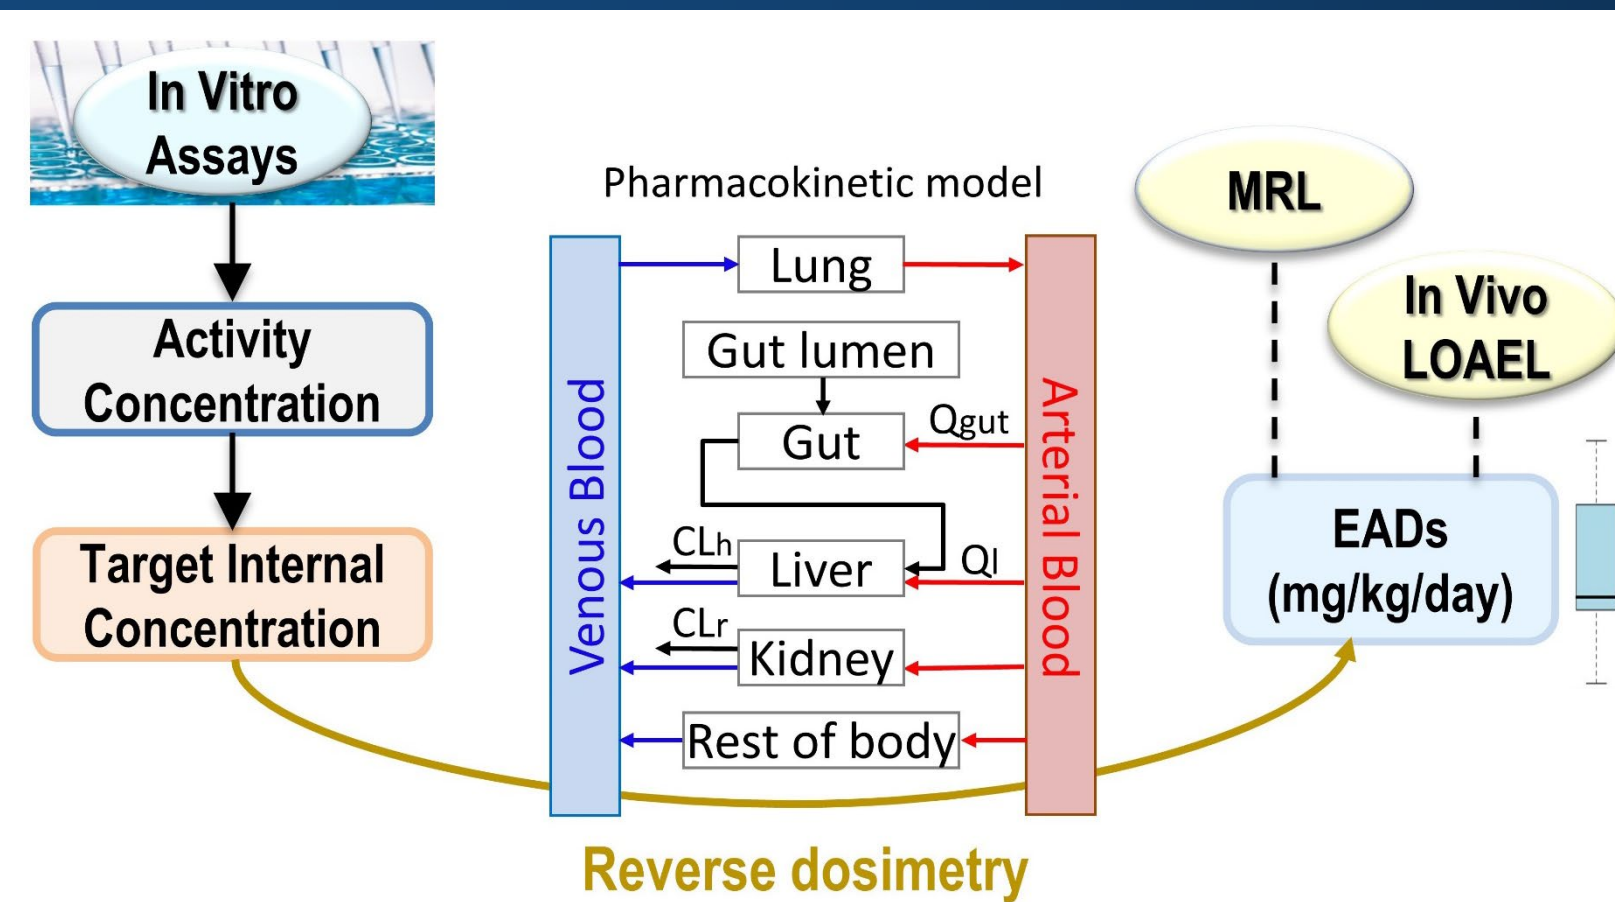 In Vitro
Assays
Activity
Concentration
Target Internal
Concentration
Pharmacokinetic model
Venous Blood
Lung
Gut lumen
Gut
Qgut
CLh
Liver
Ql
CLr
Kidney
Rest of body
Arterial Blood
Reverse dosimetry
MRL
In Vivo
LOAEL
EADs
(mg/kg/day)